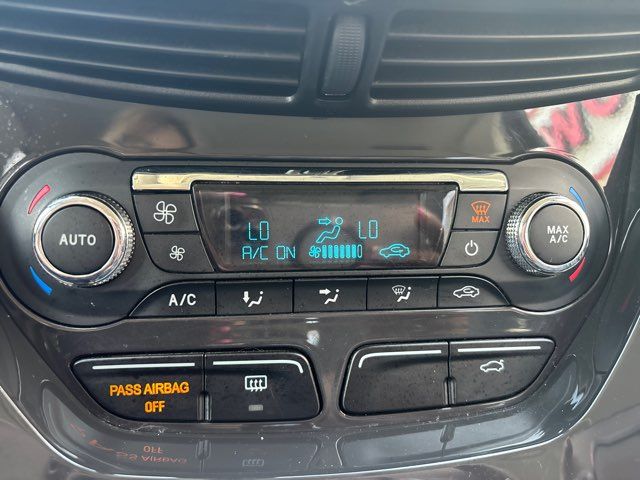 LO LO
A/C ON
MAX
AUTO
MAX
A/C
A/C
PASS AIRBAG
OFF